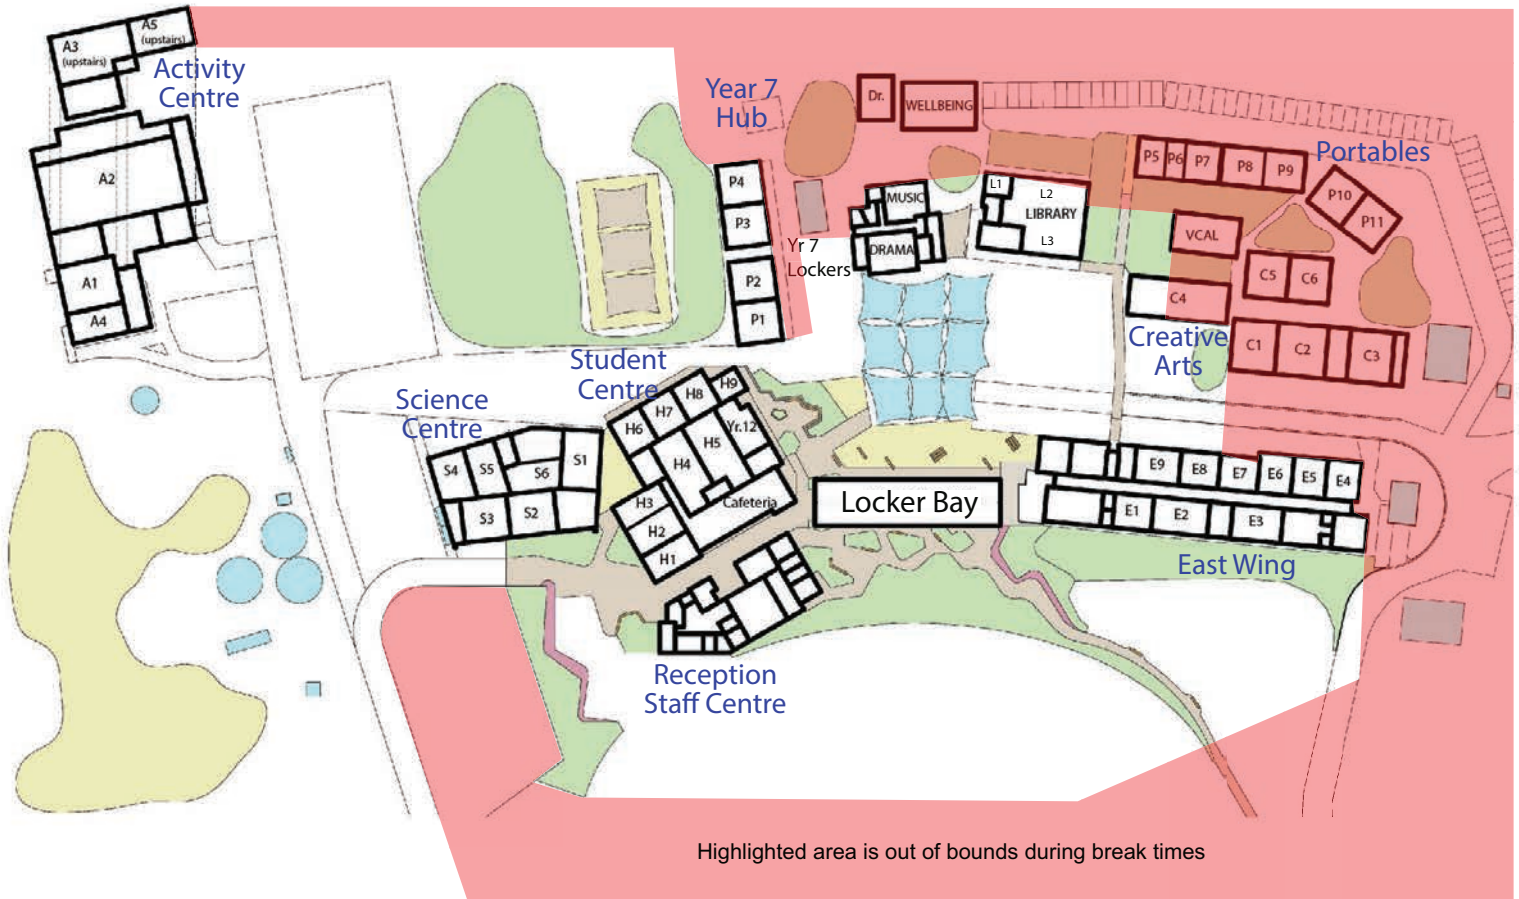 A5
(upstairs)
A3
(upstairs)
Activity
Centre
A2
A1
A4
Year 7
Hub
Dr.
WELLBEING
P4
P3
P2
P1
Yr 7
Lockers
MUSIC
DRAMA
L1
L2
LIBRARY
L3
P5
P6
P7
P8
P9
Portables
P10
P11
VCAL
C5
C6
C4
Creative
Arts
C1
C2
C3
Student
Centre
Science
Centre
S4
S5
S6
S1
S3
S2
H9
H8
H7
H6
Yr.12
H5
H4
H3
H2
H1
Cafeteria
Locker Bay
E9
E8
E7
E6
E5
E4
E1
E2
E3
East Wing
Reception
Staff Centre
Highlighted area is out of bounds during break times